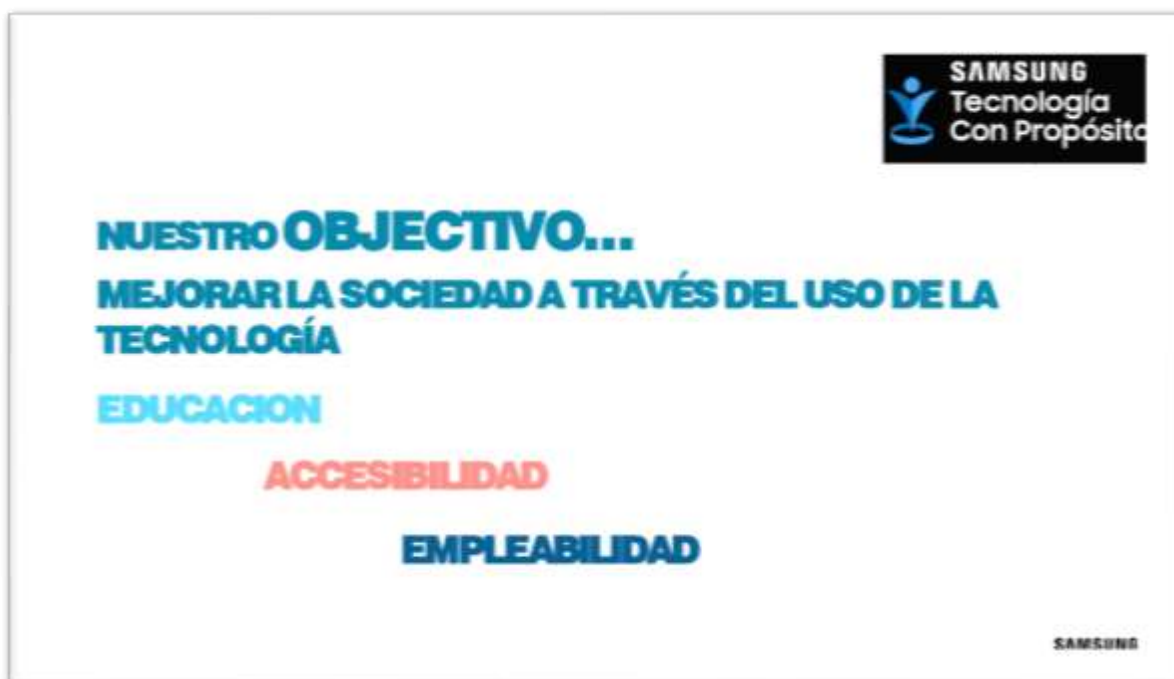 SAMSUNG
Tecnología
Con Propósito
NUESTRO OBJECTIVO...
MEJORAR LA SOCIEDAD A TRAVÉS DEL USO DE LA
TECNOLOGÍA
EDUCACION
ACCESIBILIDAD
EMPLEABILIDAD
SAMSUNG